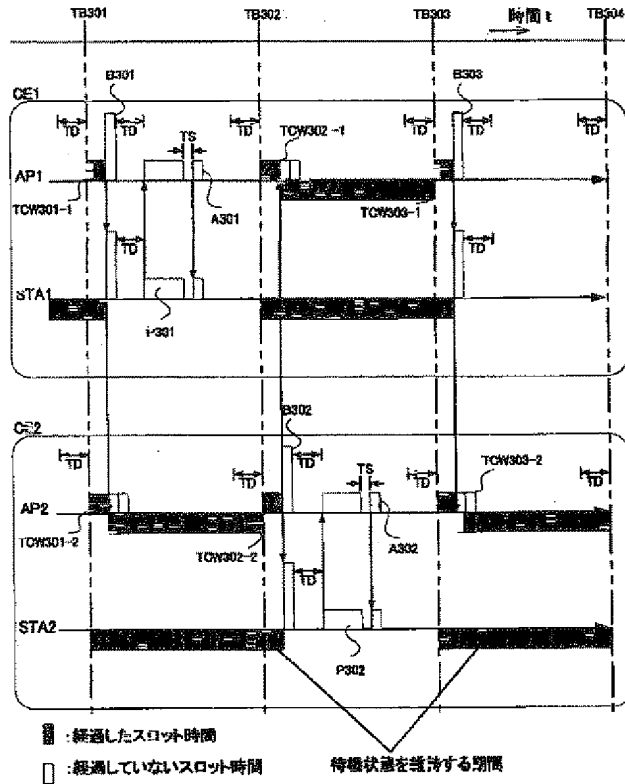 TB301 TB302 TB303 時間 t TB304
B301 B303
CE1
TD TD TD TD TD TD
TS TCW302-1
AP1
TCW301-1 A301 TCW303-1
TD TD
STA1
P301
B302
CE2
TD TD TD TD TD
TS TCW303-2
AP2
TCW301-2 TCW302-2 A302
TD
STA2
P302
:経過したスロット時間
:経過していないスロット時間
待機状態を維持する期間